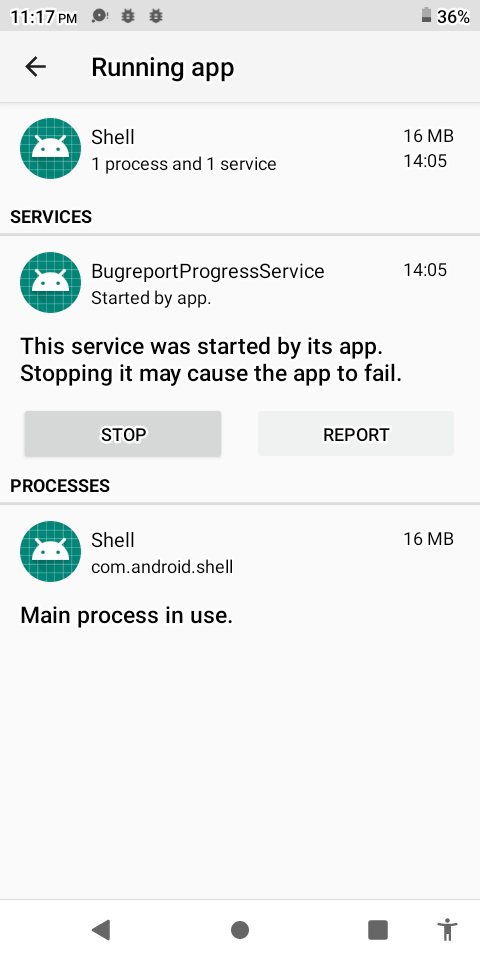 11:17 PM
36%
Running app
Shell
16 MB
1 process and 1 service
14:05
SERVICES
BugreportProgressService
14:05
Started by app.
This service was started by its app.
Stopping it may cause the app to fail.
STOP
REPORT
PROCESSES
Shell
16 MB
com.android.shell
Main process in use.